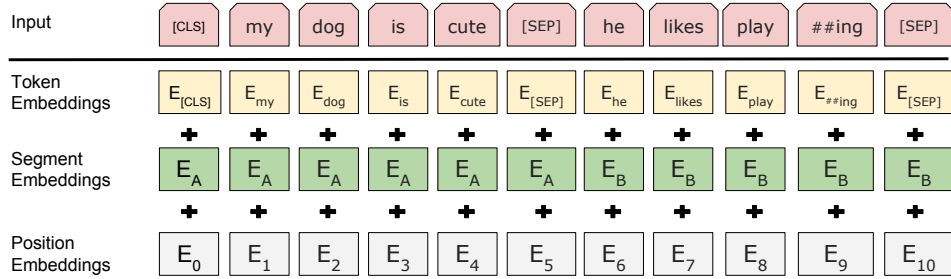 Input [CLS] my dog is cute [SEP] he likes play ##ing [SEP]
Token Embeddings E[CLS] Emy Edog Eis Ecute E[SEP] Ehe Elikes Eplay E##ing E[SEP]
+ + + + + + + + + + +
Segment Embeddings EA EA EA EA EA EA EB EB EB EB EB
+ + + + + + + + + + +
Position Embeddings E0 E1 E2 E3 E4 E5 E6 E7 E8 E9 E10